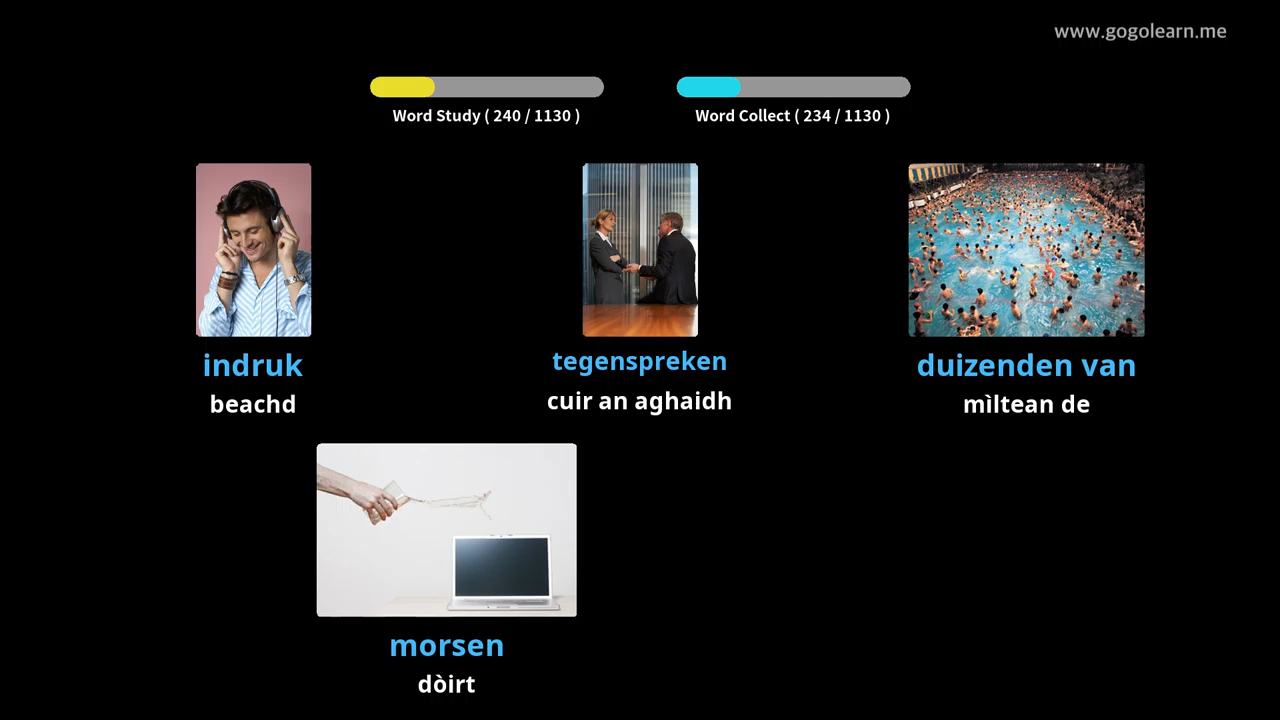 www.gogolearn.me
Word Study ( 240 / 1130 )
Word Collect ( 234 / 1130 )
indruk
beachd
tegenspreken
cuir an aghaidh
duizenden van
mìltean de
morsen
dòirt